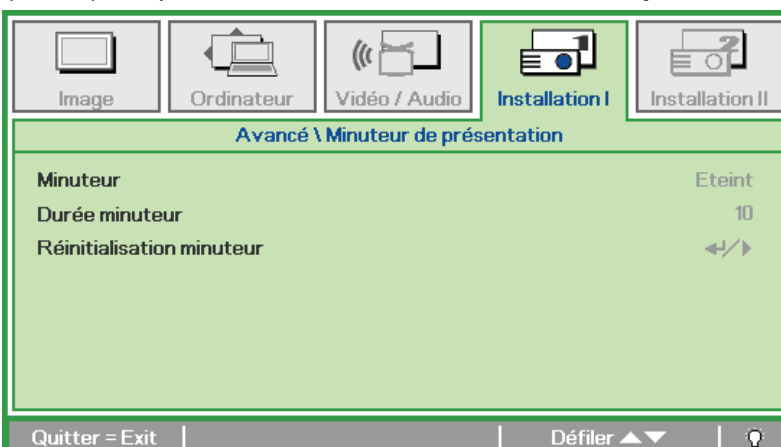 Image
Ordinateur
Vidéo / Audio
Installation I
Installation II
Avancé \ Minuteur de présentation
Minuteur Eteint
Durée minuteur 10
Réinitialisation minuteur
Quitter = Exit Défiler